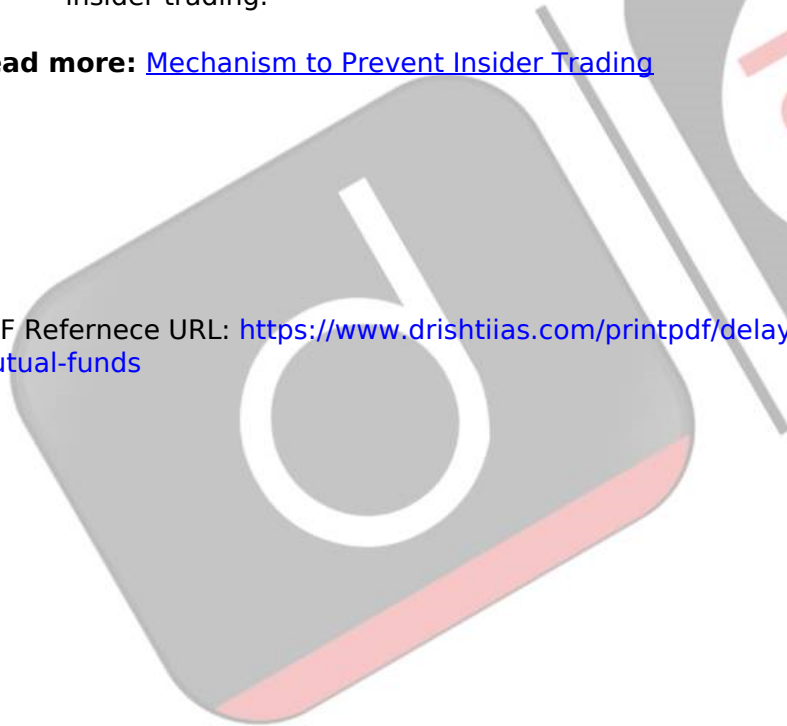 insider trading.
ead more: Mechanism to Prevent Insider Trading
F Refernece URL: https://www.drishtiias.com/printpdf/delay
utual-funds
d